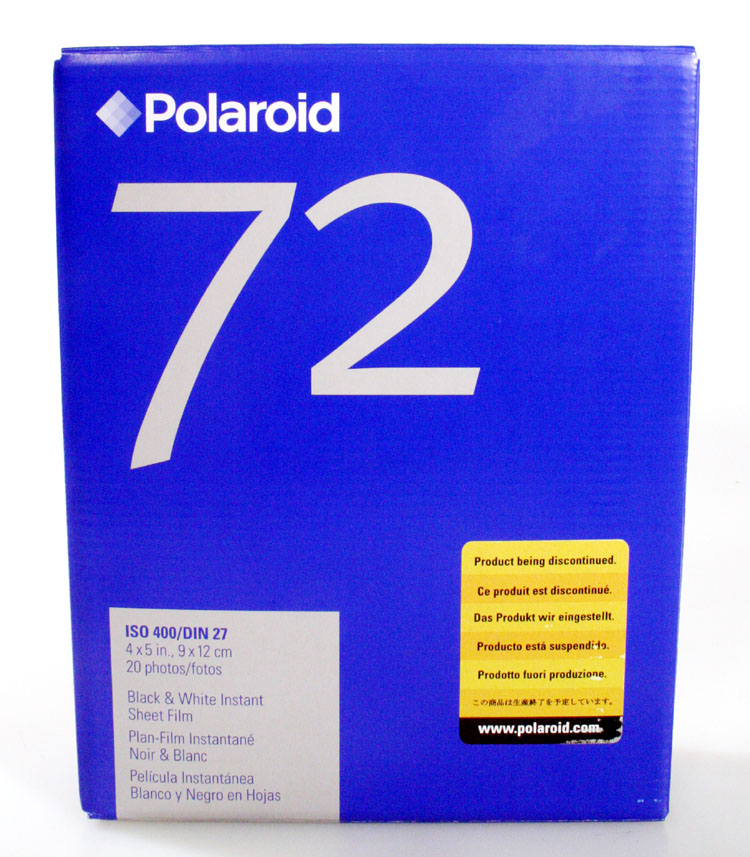 Polaroid
72
ISO 400/DIN 27
4 x 5 in., 9 x 12 cm
20 photos/fotos
Black & White Instant
Sheet Film
Plan-Film Instantané
Noir & Blanc
Película Instantánea
Blanco y Negro en Hojas
Product being discontinued.
Ce produit est discontinué.
Das Produkt wir eingestellt.
Producto está suspendido.
Prodotto fuori produzione.
この商品は生産終了を予定しています。
www.polaroid.com